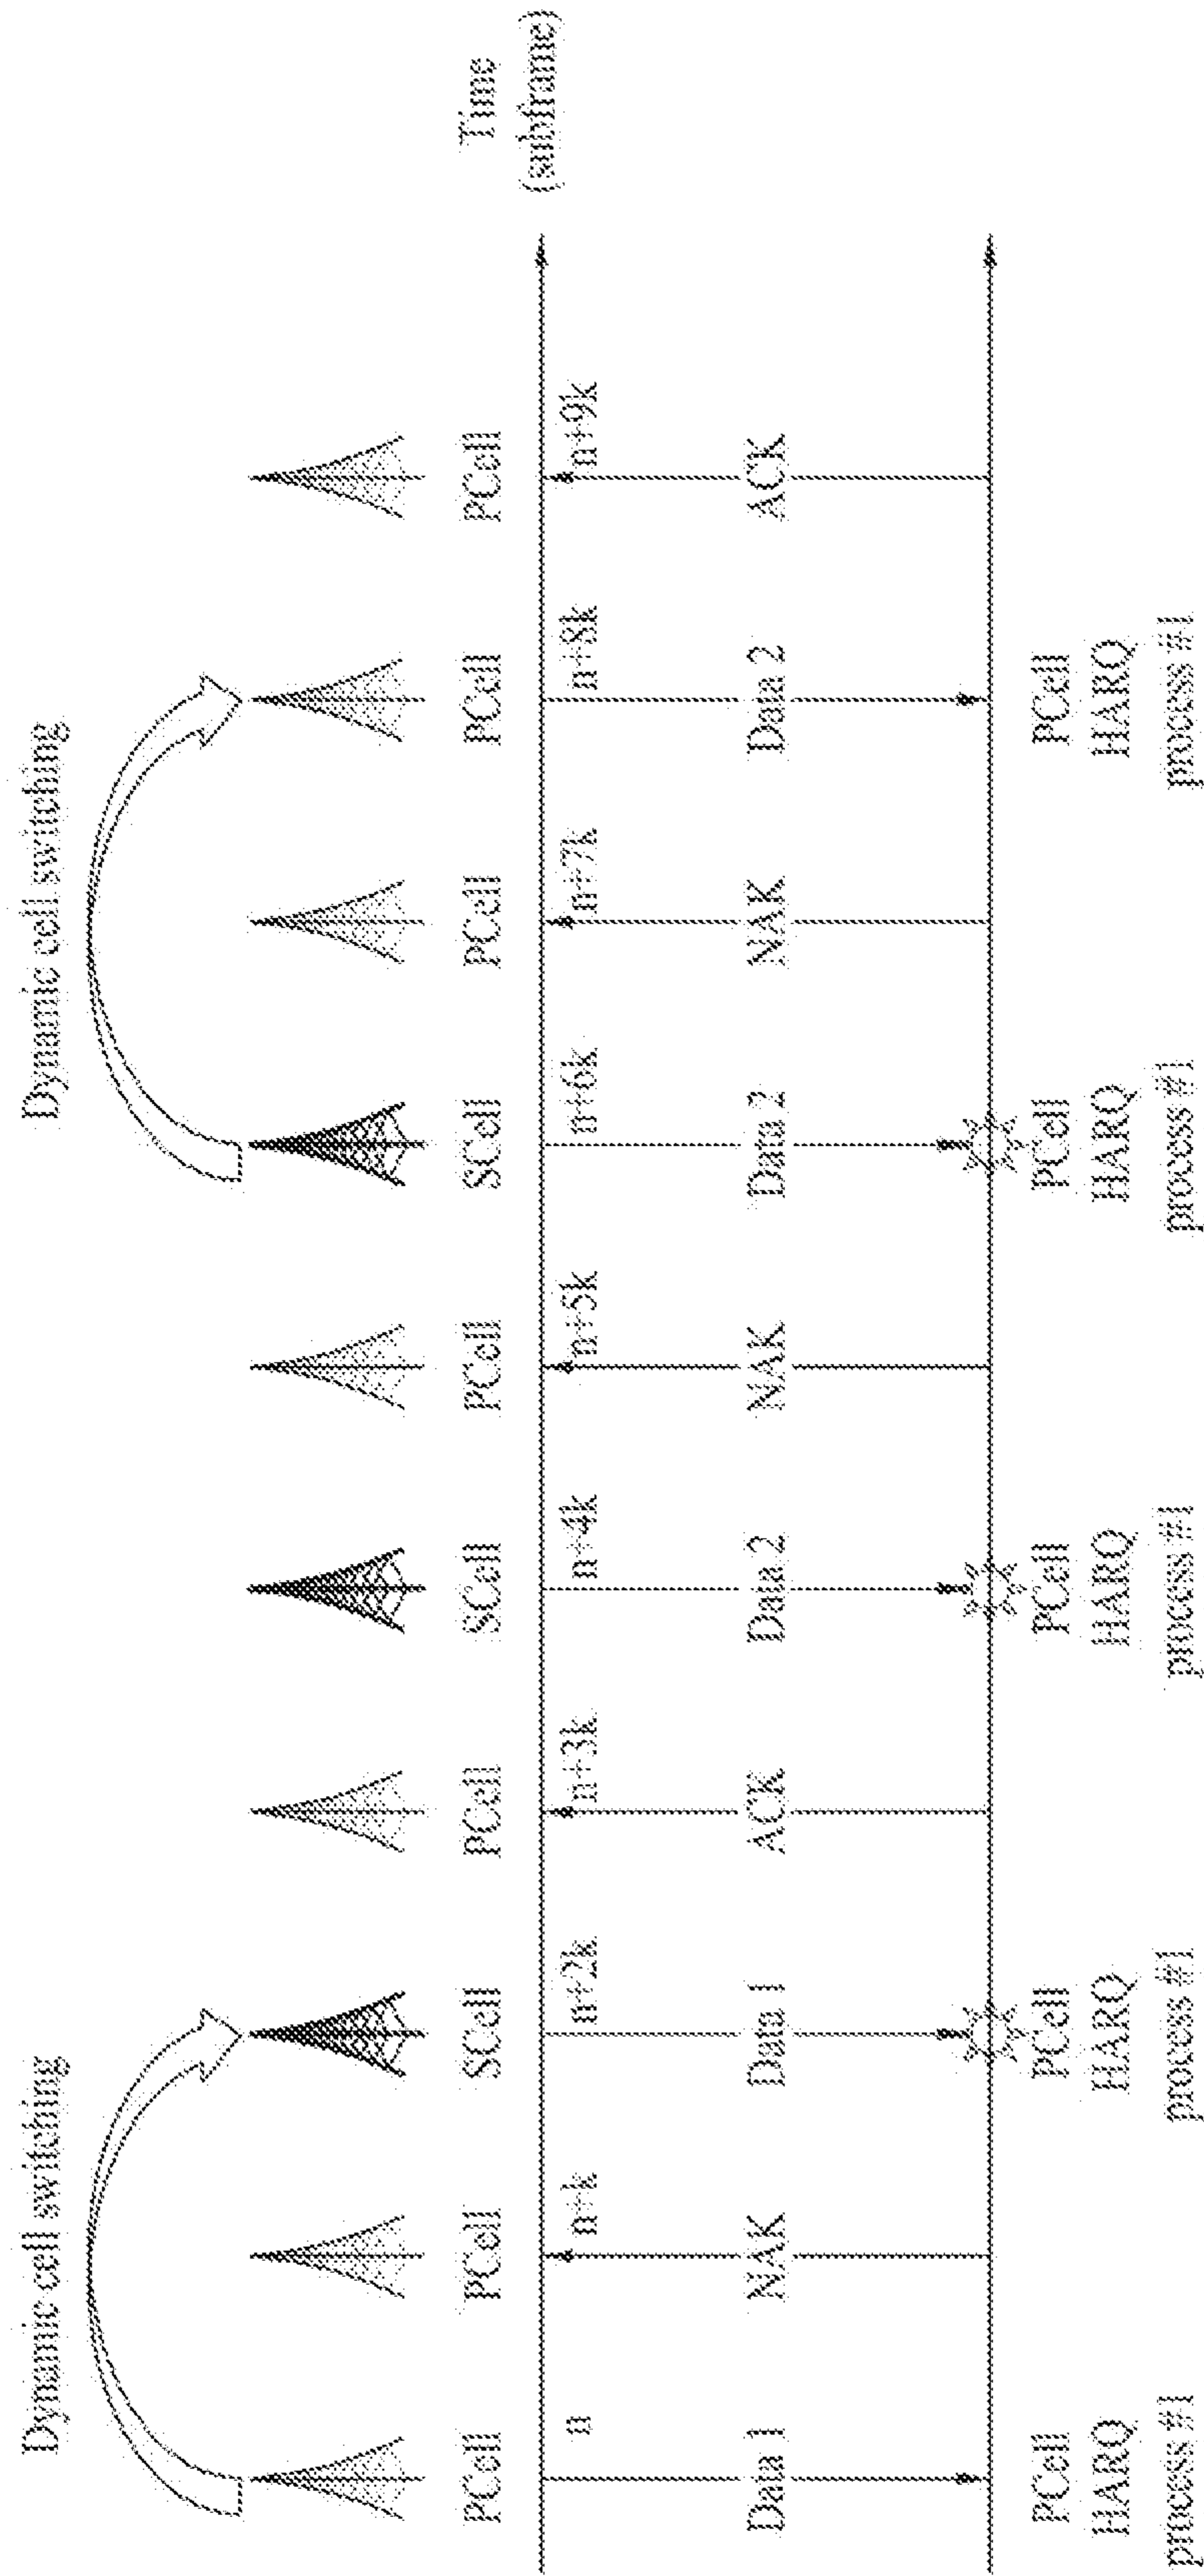 Dynamic cell switching
Dynamic cell switching
PCell
PCell
SCell
PCell
SCell
PCell
SCell
PCell
PCell
PCell
Time
(subframe)
n
n+k
n+2k
n+3k
n+4k
n+5k
n+6k
n+7k
n+8k
n+9k
Data 1
NAK
Data 1
ACK
Data 2
NAK
Data 2
NAK
Data 2
ACK
PCell
HARQ
process #1
PCell
HARQ
process #1
PCell
HARQ
process #1
PCell
HARQ
process #1
PCell
HARQ
process #1